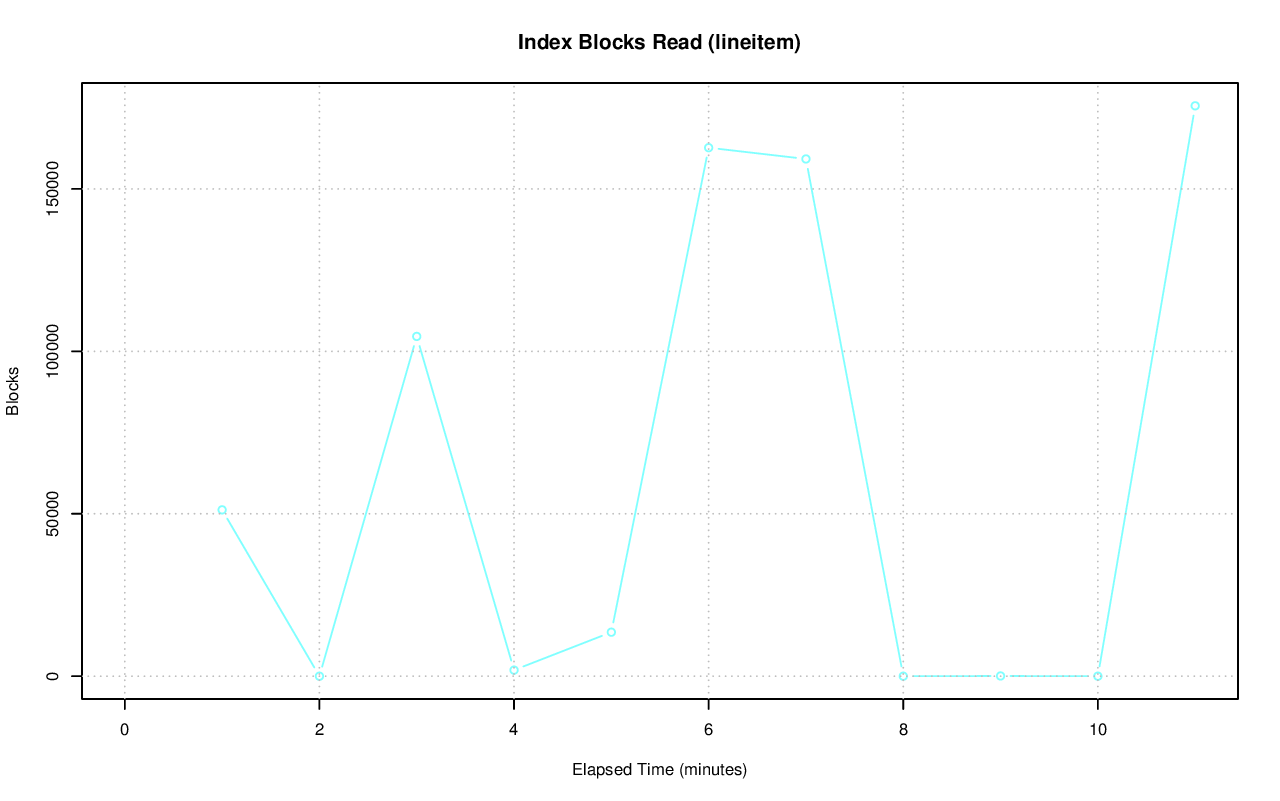 Index Blocks Read (lineitem)
Blocks
150000
100000
50000
0
0 2 4 6 8 10
Elapsed Time (minutes)